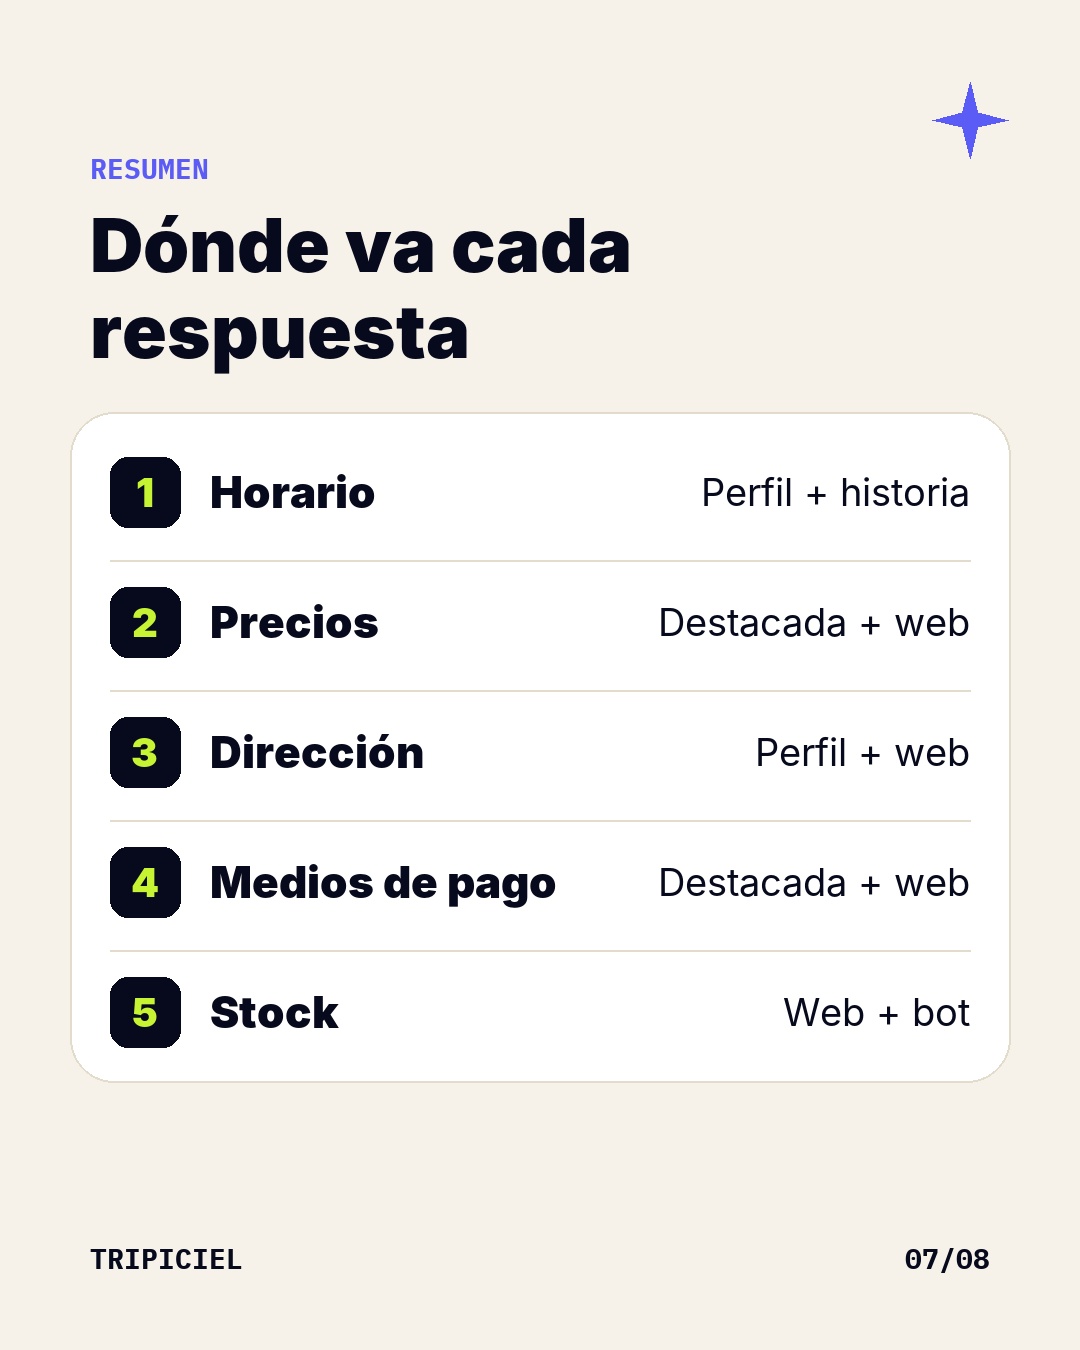 RESUMEN
Dónde va cada
respuesta
1 Horario Perfil + historia
2 Precios Destacada + web
3 Dirección Perfil + web
4 Medios de pago Destacada + web
5 Stock Web + bot
TRIPICIEL 07/08